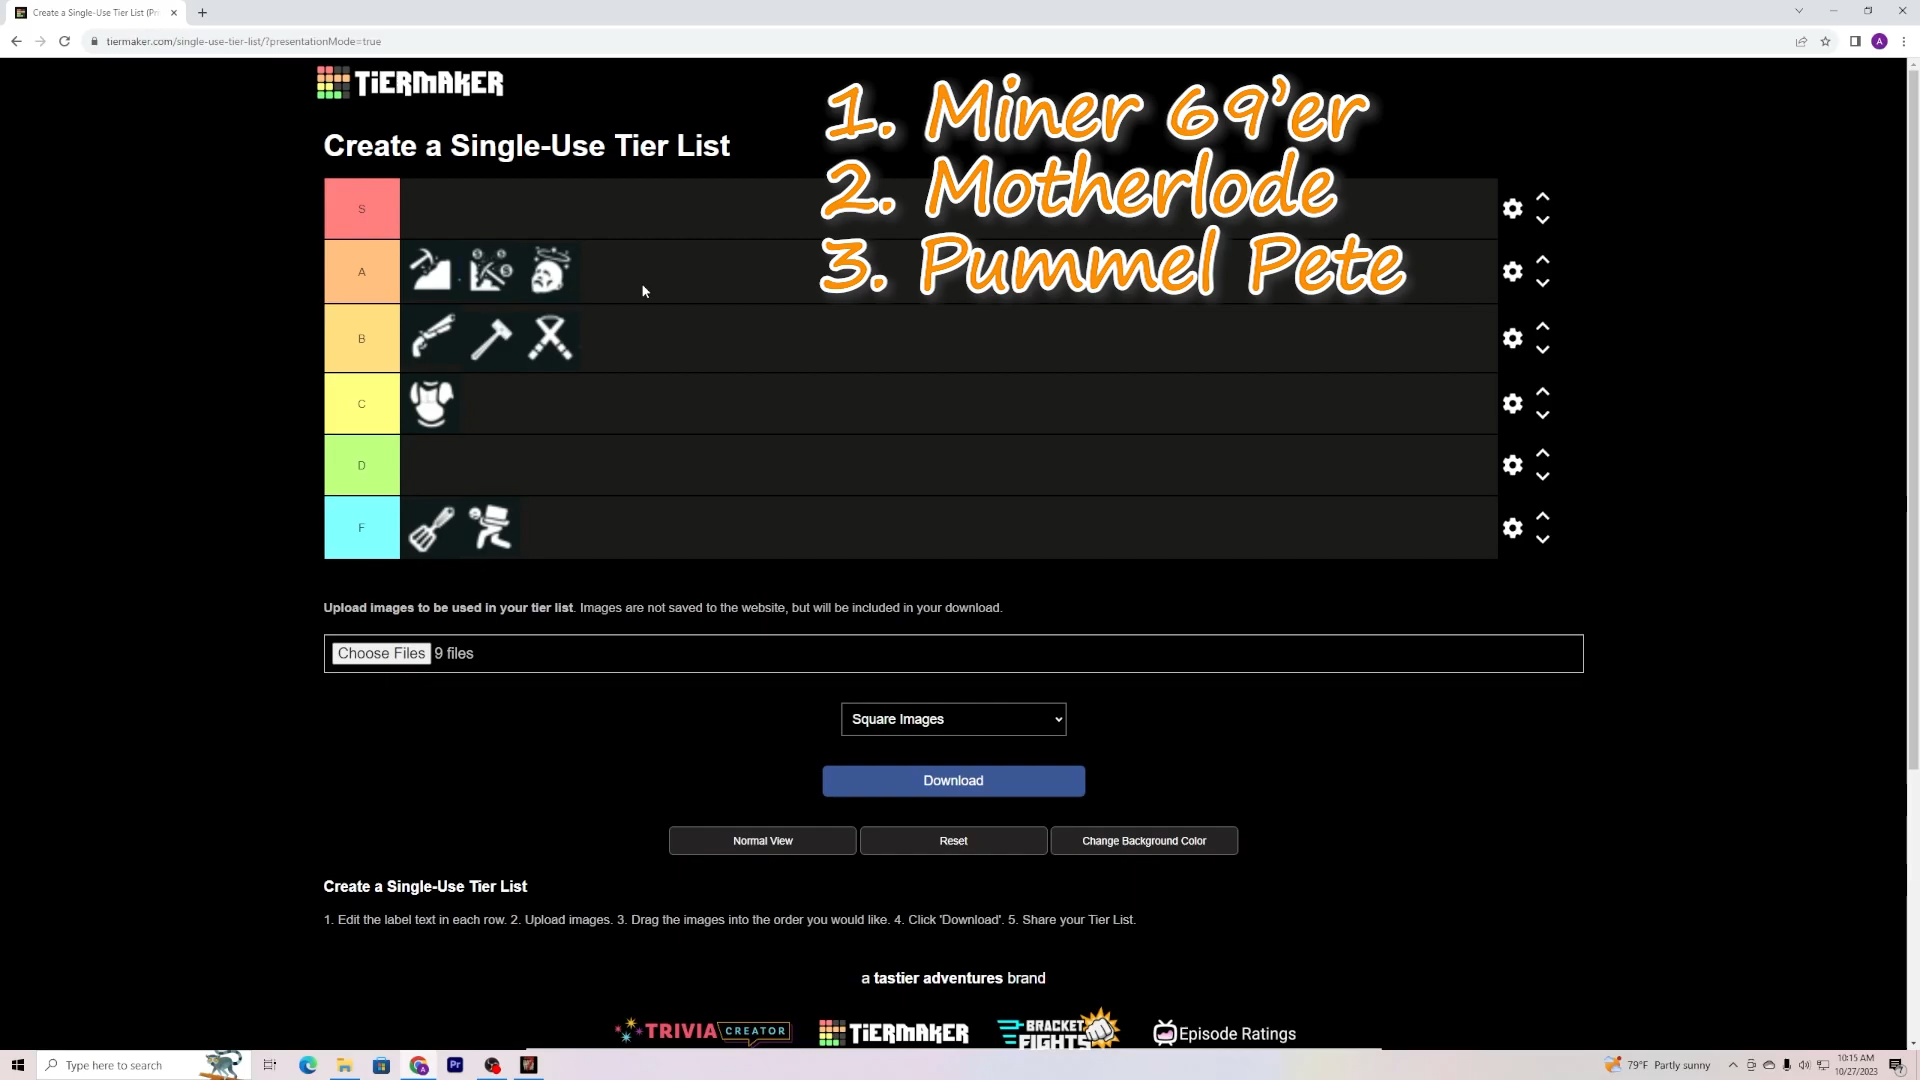 Create a Single-Use Tier List (Pr
tiermaker.com/single-use-tier-list/?presentationMode=true
A
TiERMAKER
1. Miner 69'er
2. Motherlode
3. Pummel Pete
Create a Single-Use Tier List
S
A
B
C
D
F
Upload images to be used in your tier list. Images are not saved to the website, but will be included in your download.
Choose Files 9 files
Square Images
Download
Normal View
Reset
Change Background Color
Create a Single-Use Tier List
1. Edit the label text in each row. 2. Upload images. 3. Drag the images into the order you would like. 4. Click 'Download'. 5. Share your Tier List.
a tastier adventures brand
TRIVIA CREATOR
TiERMAKER
BRACKET FIGHTS
Episode Ratings
Type here to search
Pr
79°F Partly sunny
10:15 AM
10/27/2023